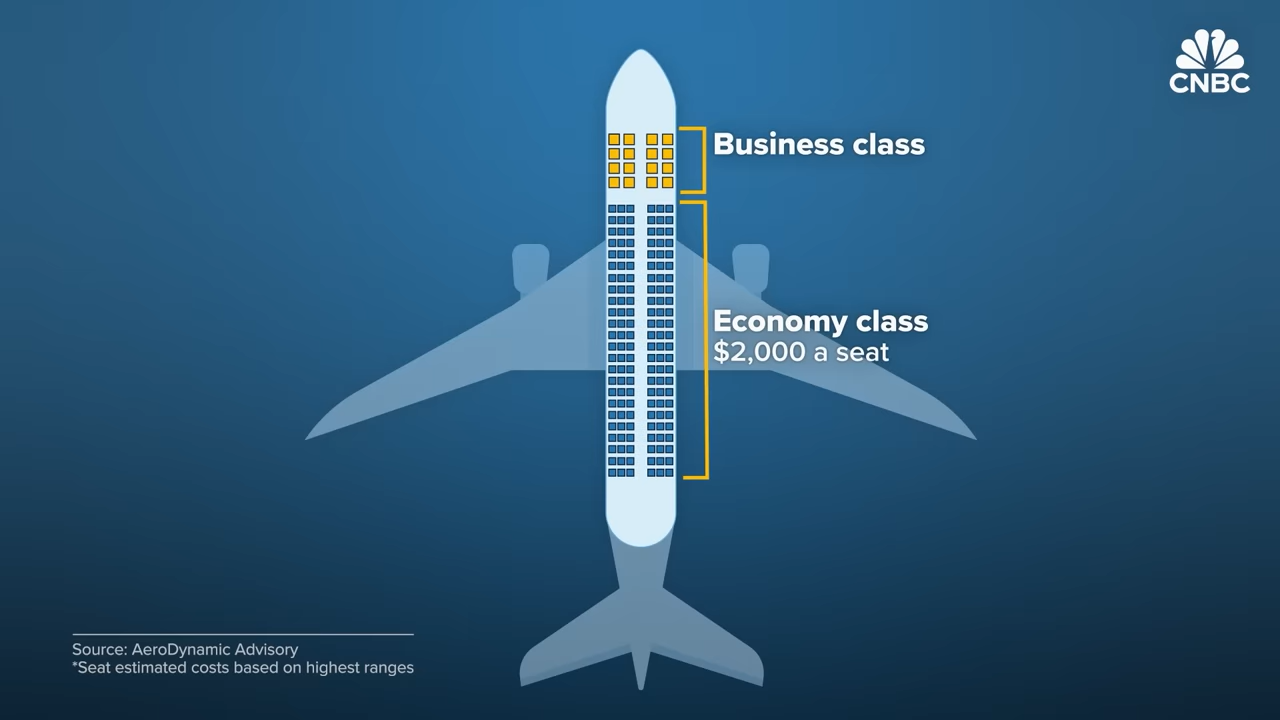 CNBC
Business class
Economy class
$2,000 a seat
Source: AeroDynamic Advisory
*Seat estimated costs based on highest ranges